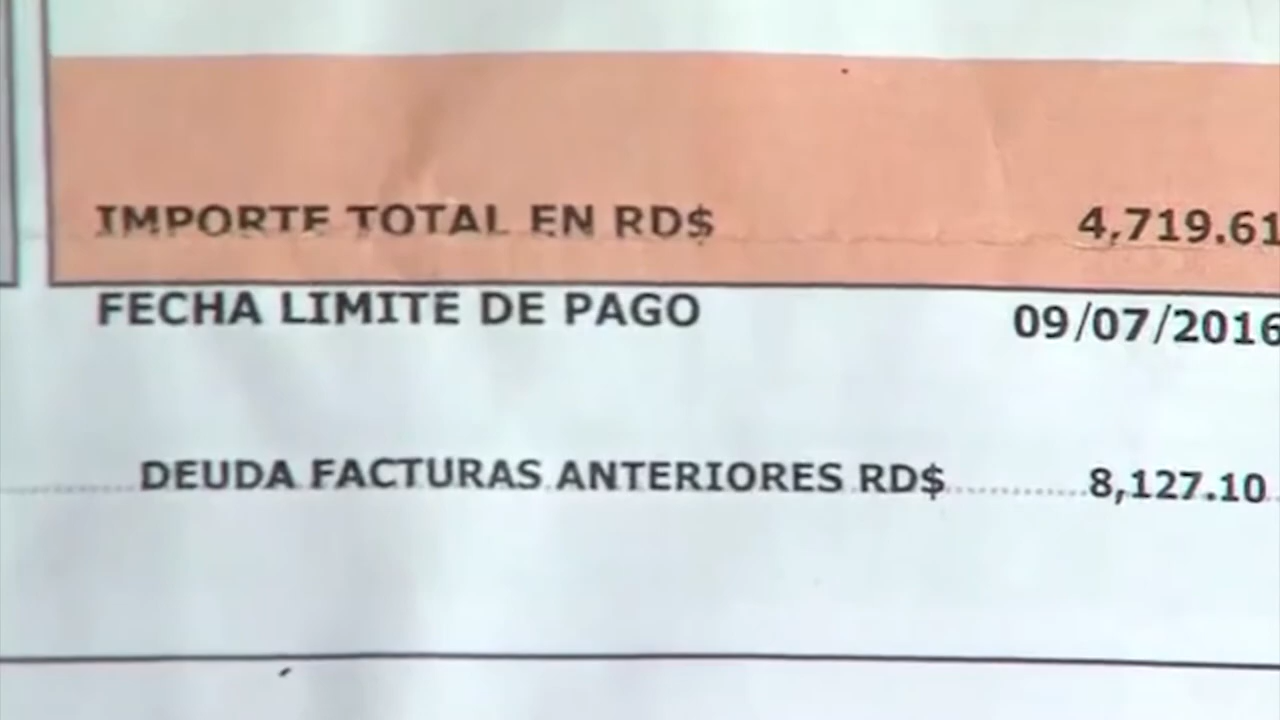 IMPORTE TOTAL EN RD$ 4,719.61
FECHA LIMITE DE PAGO 09/07/2016
DEUDA FACTURAS ANTERIORES RD$ 8,127.10